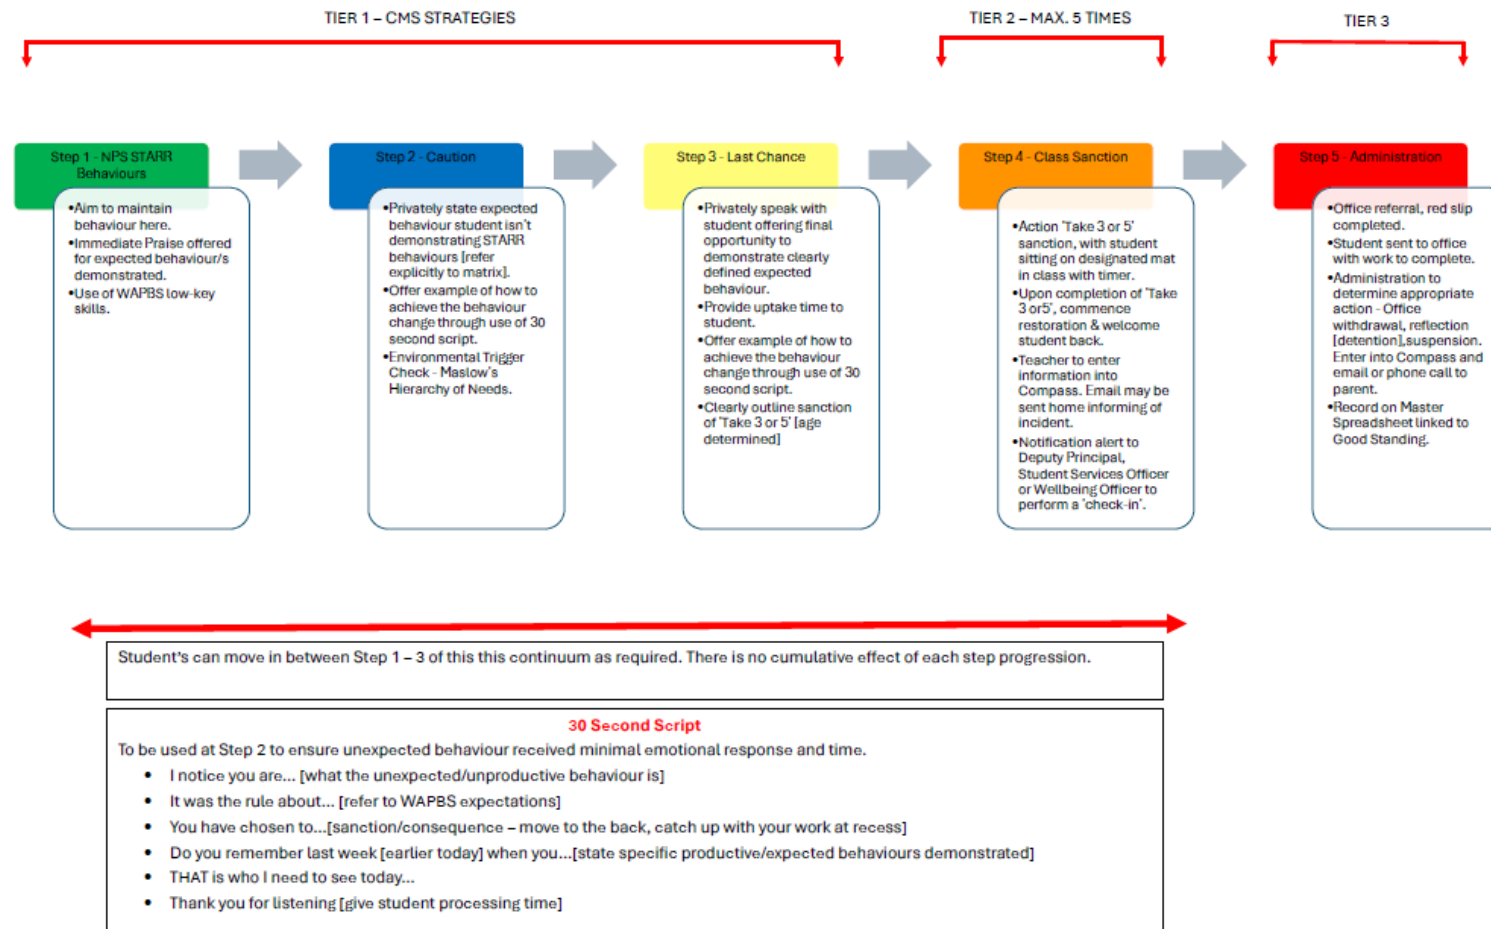 TIER 1 – CMS STRATEGIES
TIER 2 – MAX. 5 TIMES
TIER 3
Step 1 - NPS STARR
Behaviours
•Aim to maintain
behaviour here.
•Immediate Praise offered
for expected behaviour/s
demonstrated.
•Use of WAPBS low-key
skills.
Step 2 - Caution
•Privately state expected
behaviour student isn't
demonstrating STARR
behaviours [refer
explicitly to matrix].
•Offer example of how to
achieve the behaviour
change through use of 30
second script.
•Environmental Trigger
Check - Maslow's
Hierarchy of Needs.
Step 3 - Last Chance
•Privately speak with
student offering final
opportunity to
demonstrate clearly
defined expected
behaviour.
•Provide uptake time to
student.
•Offer example of how to
achieve the behaviour
change through use of 30
second script.
•Clearly outline sanction
of 'Take 3 or 5' [age
determined]
Step 4 - Class Sanction
•Action 'Take 3 or 5'
sanction, with student
sitting on designated mat
in class with timer.
•Upon completion of 'Take
3 or5', commence
restoration & welcome
student back.
•Teacher to enter
information into
Compass. Email may be
sent home informing of
incident.
•Notification alert to
Deputy Principal,
Student Services Officer
or Wellbeing Officer to
perform a 'check-in'.
Step 5 - Administration
•Office referral, red slip
completed.
•Student sent to office
with work to complete.
•Administration to
determine appropriate
action - Office
withdrawal, reflection
[detention],suspension.
Enter into Compass and
email or phone call to
parent.
•Record on Master
Spreadsheet linked to
Good Standing.
Student's can move in between Step 1 – 3 of this this continuum as required. There is no cumulative effect of each step progression.
30 Second Script
To be used at Step 2 to ensure unexpected behaviour received minimal emotional response and time.
• I notice you are... [what the unexpected/unproductive behaviour is]
• It was the rule about... [refer to WAPBS expectations]
• You have chosen to...[sanction/consequence – move to the back, catch up with your work at recess]
• Do you remember last week [earlier today] when you...[state specific productive/expected behaviours demonstrated]
• THAT is who I need to see today...
• Thank you for listening [give student processing time]